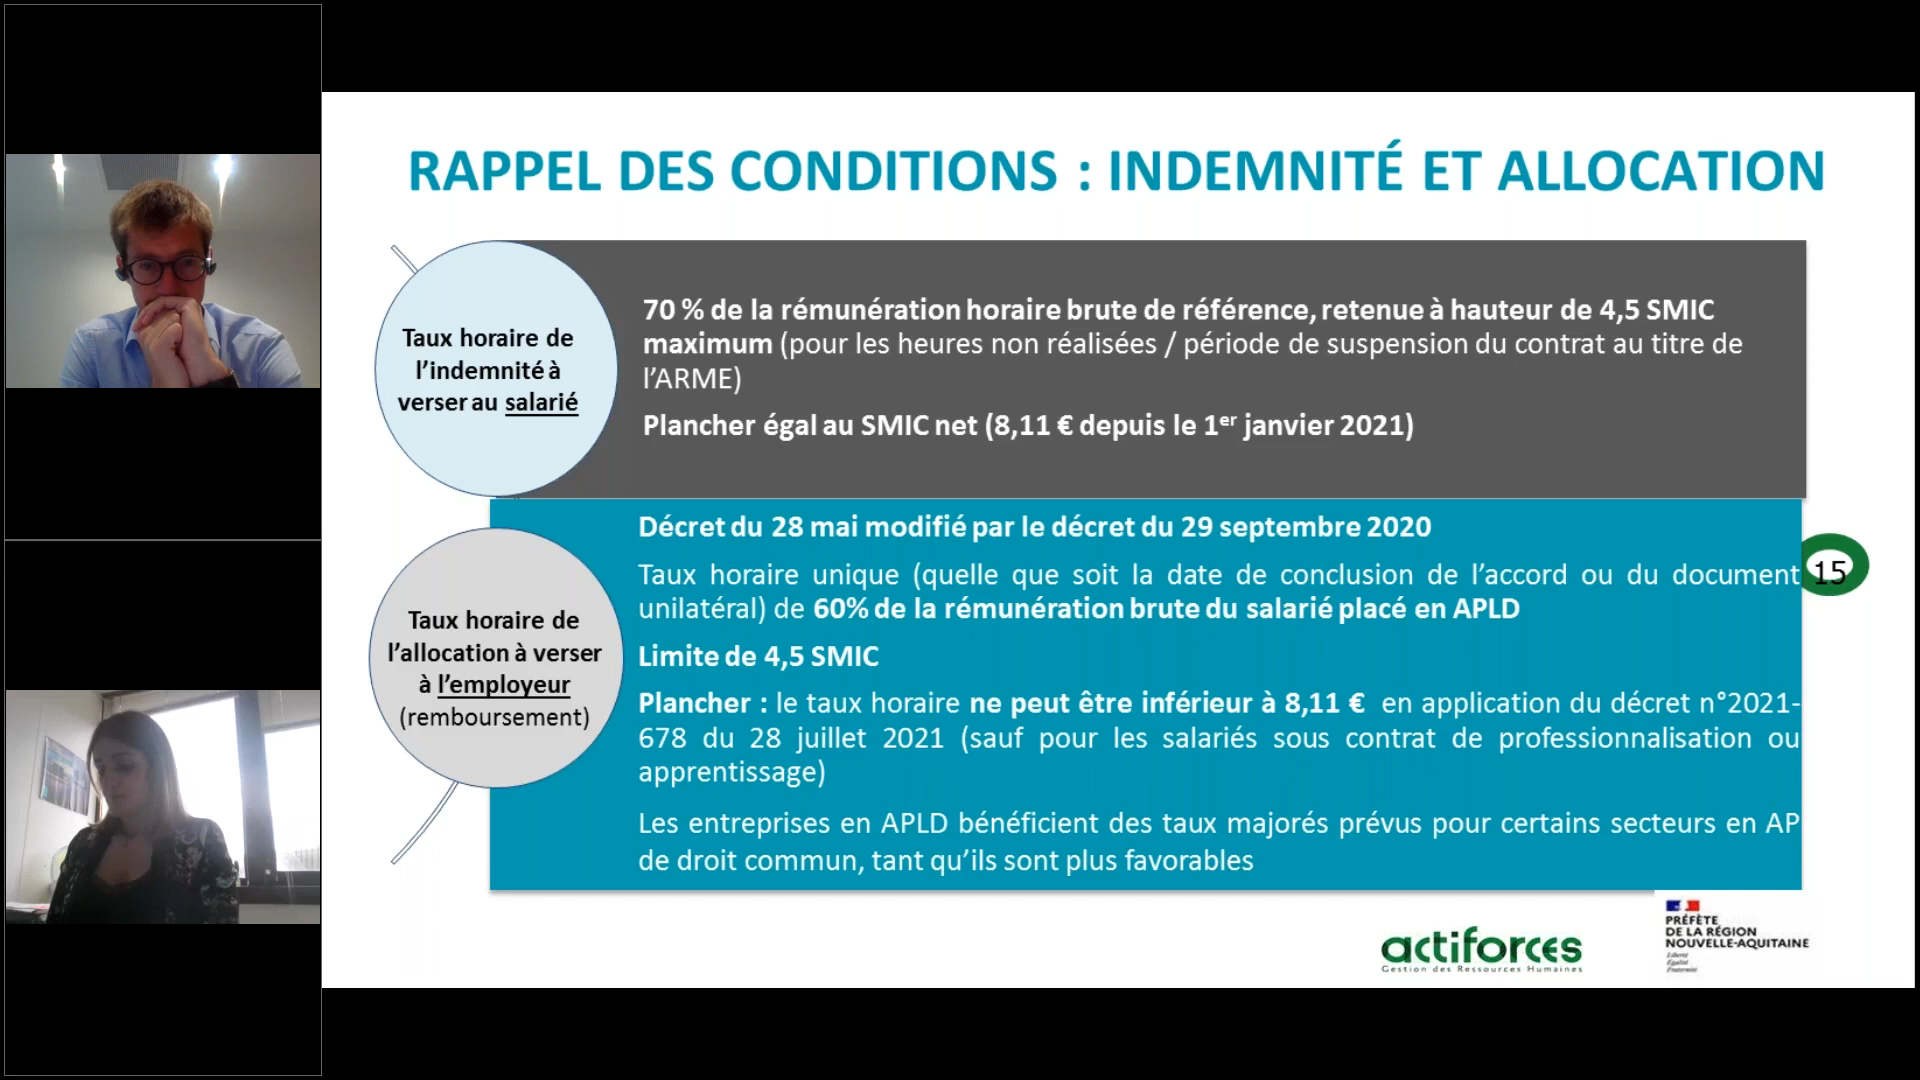 RAPPEL DES CONDITIONS : INDEMNITÉ ET ALLOCATION
Taux horaire de
l’indemnité à
verser au salarié
70 % de la rémunération horaire brute de référence, retenue à hauteur de 4,5 SMIC
maximum (pour les heures non réalisées / période de suspension du contrat au titre de
l’ARME)
Plancher égal au SMIC net (8,11 € depuis le 1er janvier 2021)
Taux horaire de
l’allocation à verser
à l’employeur
(remboursement)
Décret du 28 mai modifié par le décret du 29 septembre 2020
Taux horaire unique (quelle que soit la date de conclusion de l’accord ou du document
unilatéral) de 60% de la rémunération brute du salarié placé en APLD
Limite de 4,5 SMIC
Plancher : le taux horaire ne peut être inférieur à 8,11 € en application du décret n°2021-
678 du 28 juillet 2021 (sauf pour les salariés sous contrat de professionnalisation ou
apprentissage)
Les entreprises en APLD bénéficient des taux majorés prévus pour certains secteurs en AP
de droit commun, tant qu’ils sont plus favorables
15
actiforces
Gestion des Ressources Humaines
PRÉFÈTE
DE LA RÉGION
NOUVELLE-AQUITAINE
Liberté
Égalité
Fraternité